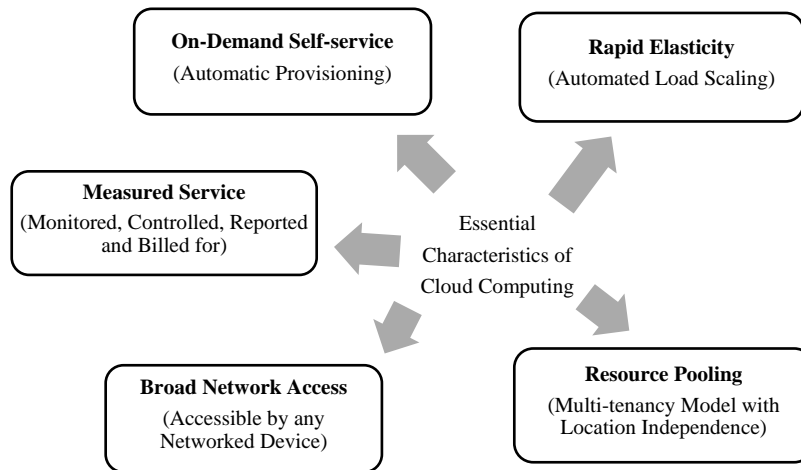 On-Demand Self-service
(Automatic Provisioning)
Rapid Elasticity
(Automated Load Scaling)
Measured Service
(Monitored, Controlled, Reported
and Billed for)
Essential
Characteristics of
Cloud Computing
Broad Network Access
(Accessible by any
Networked Device)
Resource Pooling
(Multi-tenancy Model with
Location Independence)